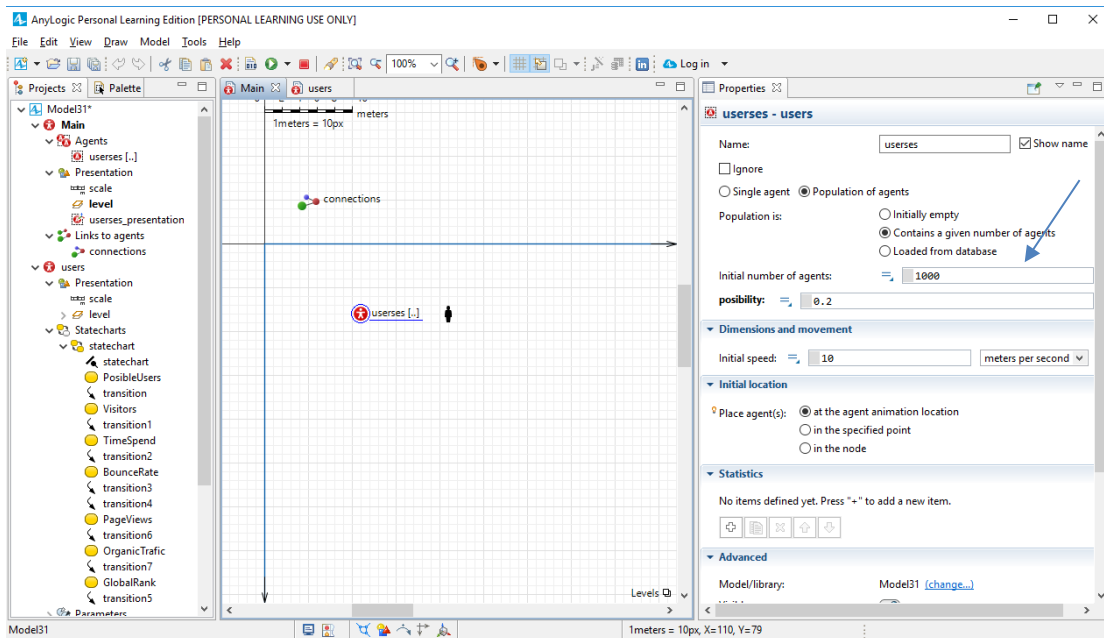 AnyLogic Personal Learning Edition [PERSONAL LEARNING USE ONLY]
File Edit View Draw Model Tools Help
100%
Log in
Projects
Palette
Model31*
Main
Agents
userses [..]
Presentation
scale
level
userses_presentation
Links to agents
connections
users
Presentation
scale
level
Statecharts
statechart
statechart
PosibleUsers
transition
Visitors
transition1
TimeSpend
transition2
BounceRate
transition3
transition4
PageViews
transition6
OrganicTrafic
transition7
GlobalRank
transition5
Parameters
Main
users
meters
1meters = 10px
connections
userses [..]
Levels
Properties
userses - users
Name: userses Show name
Ignore
Single agent Population of agents
Population is: Initially empty
Contains a given number of agents
Loaded from database
Initial number of agents: 1000
posibility: 0.2
Dimensions and movement
Initial speed: 10 meters per second
Initial location
Place agent(s): at the agent animation location
in the specified point
in the node
Statistics
No items defined yet. Press "+" to add a new item.
Advanced
Model/library: Model31 (change...)
Model31
1meters = 10px, X=110, Y=79